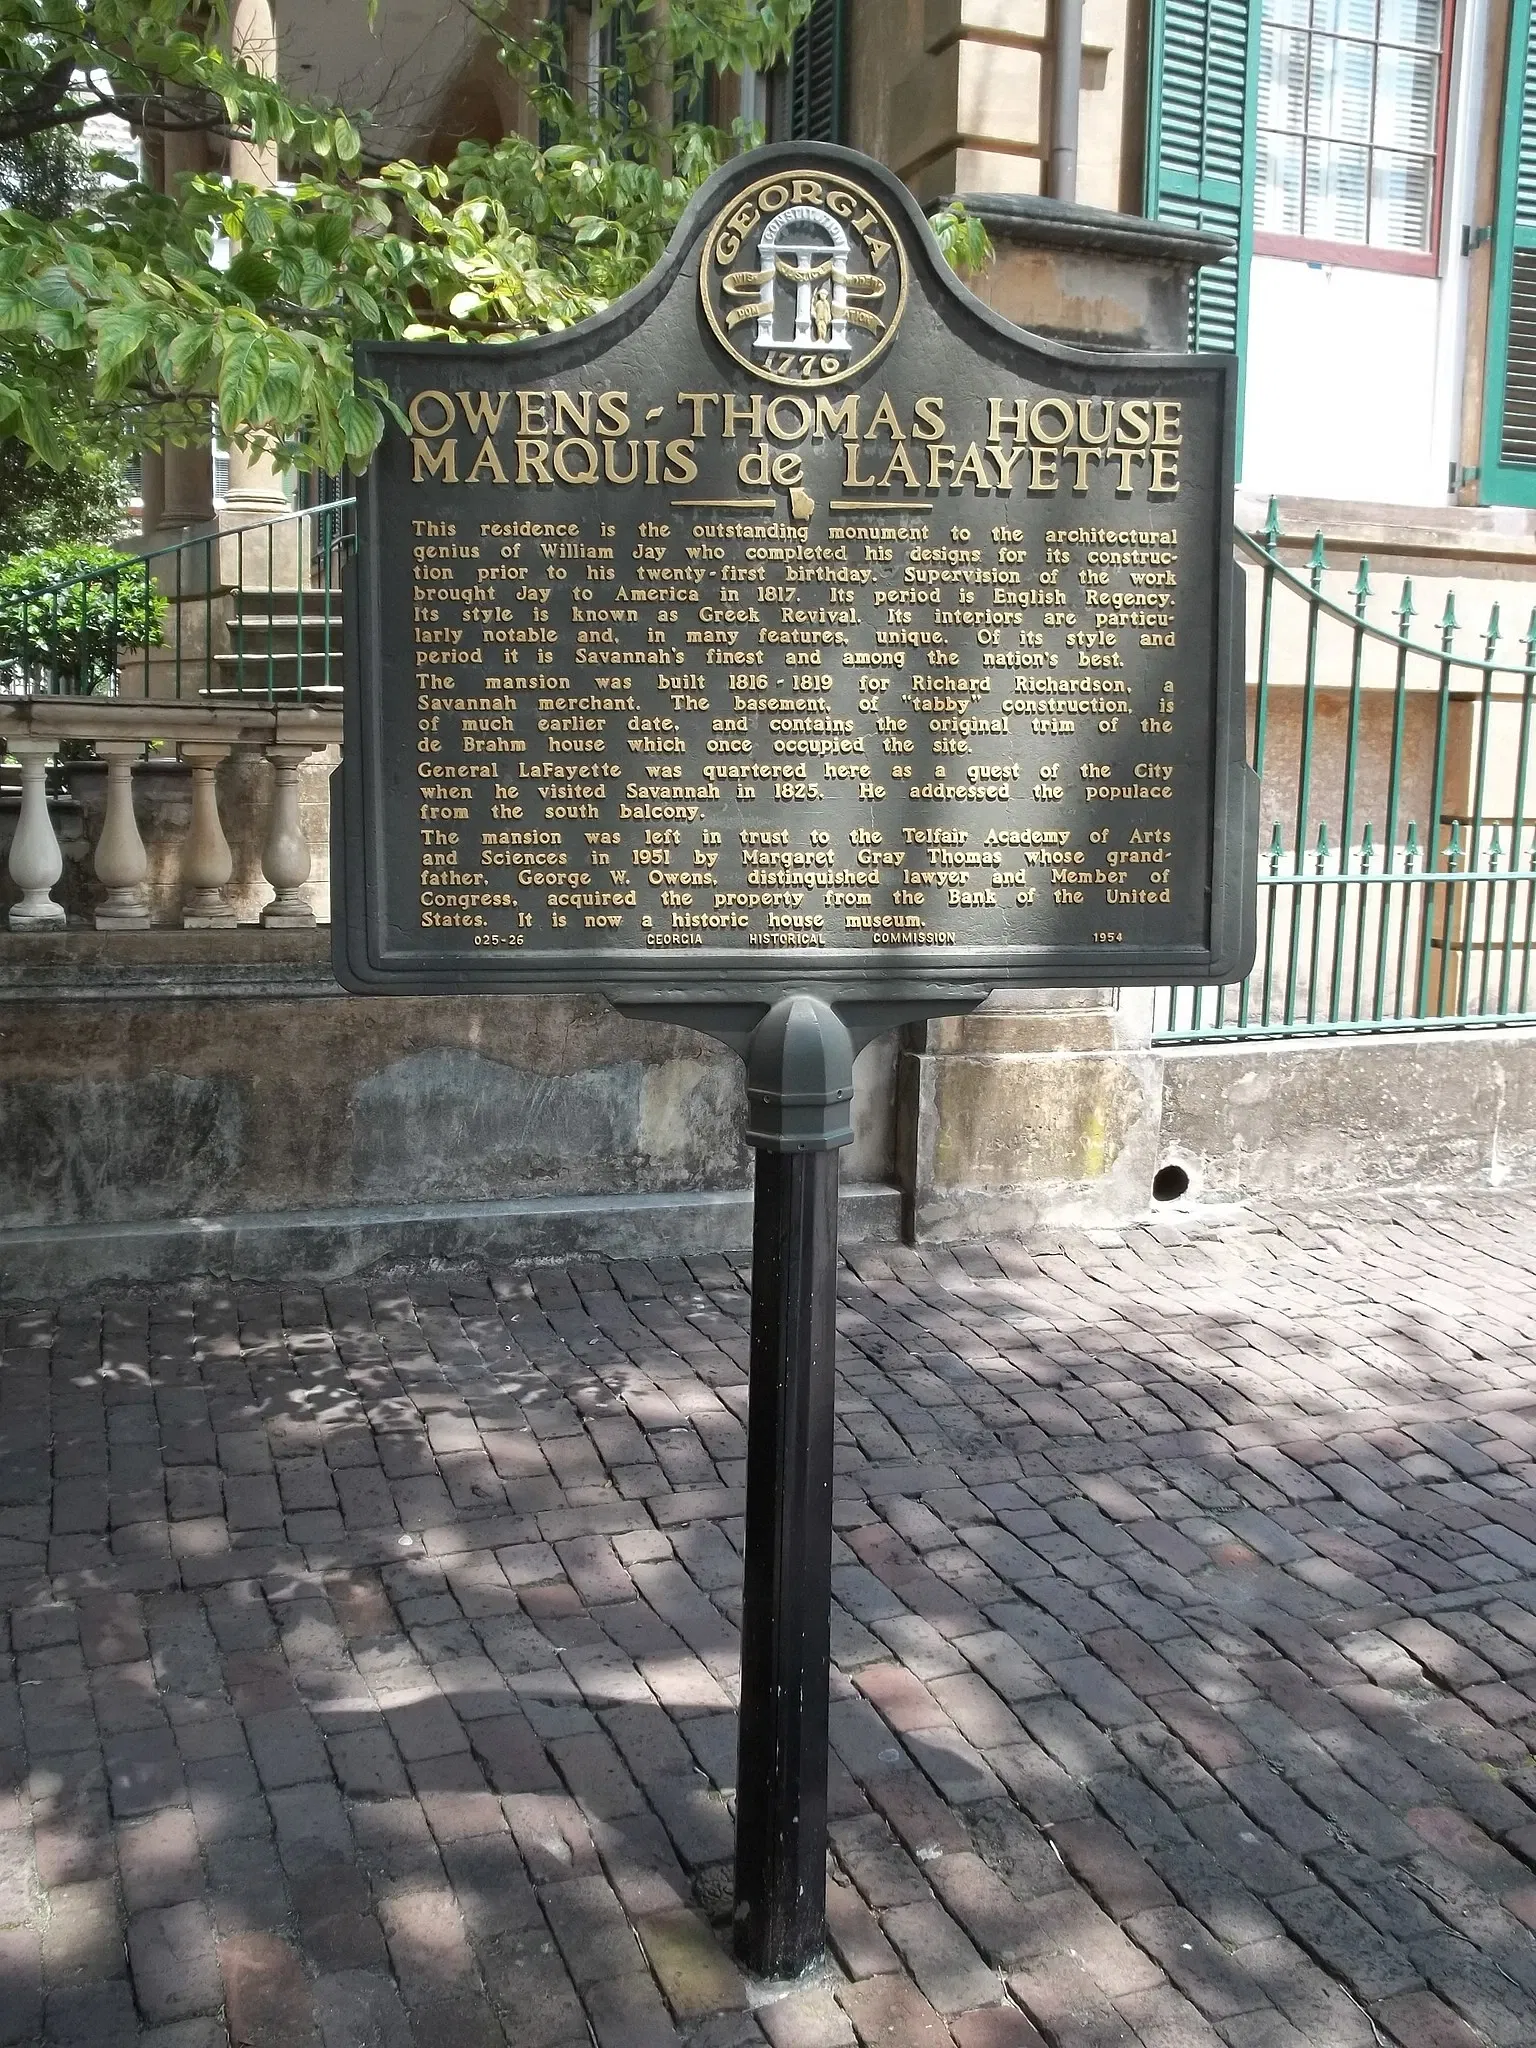 GEORGIA
CONSTITUTION
WISDOM JUSTICE MODERATION
1776
OWENS-THOMAS HOUSE
MARQUIS de LAFAYETTE
This residence is the outstanding monument to the architectural
genius of William Jay who completed his designs for its construc-
tion prior to his twenty-first birthday. Supervision of the work
brought Jay to America in 1817. Its period is English Regency.
Its style is known as Greek Revival. Its interiors are particu-
larly notable and, in many features, unique. Of its style and
period it is Savannah's finest and among the nation's best.
The mansion was built 1816-1819 for Richard Richardson, a
Savannah merchant. The basement, of "tabby" construction, is
of much earlier date, and contains the original trim of the
de Brahm house which once occupied the site.
General LaFayette was quartered here as a guest of the City
when he visited Savannah in 1825. He addressed the populace
from the south balcony.
The mansion was left in trust to the Telfair Academy of Arts
and Sciences in 1951 by Margaret Gray Thomas whose grand-
father, George W. Owens, distinguished lawyer and Member of
Congress, acquired the property from the Bank of the United
States. It is now a historic house museum.
025-26 GEORGIA HISTORICAL COMMISSION 1954